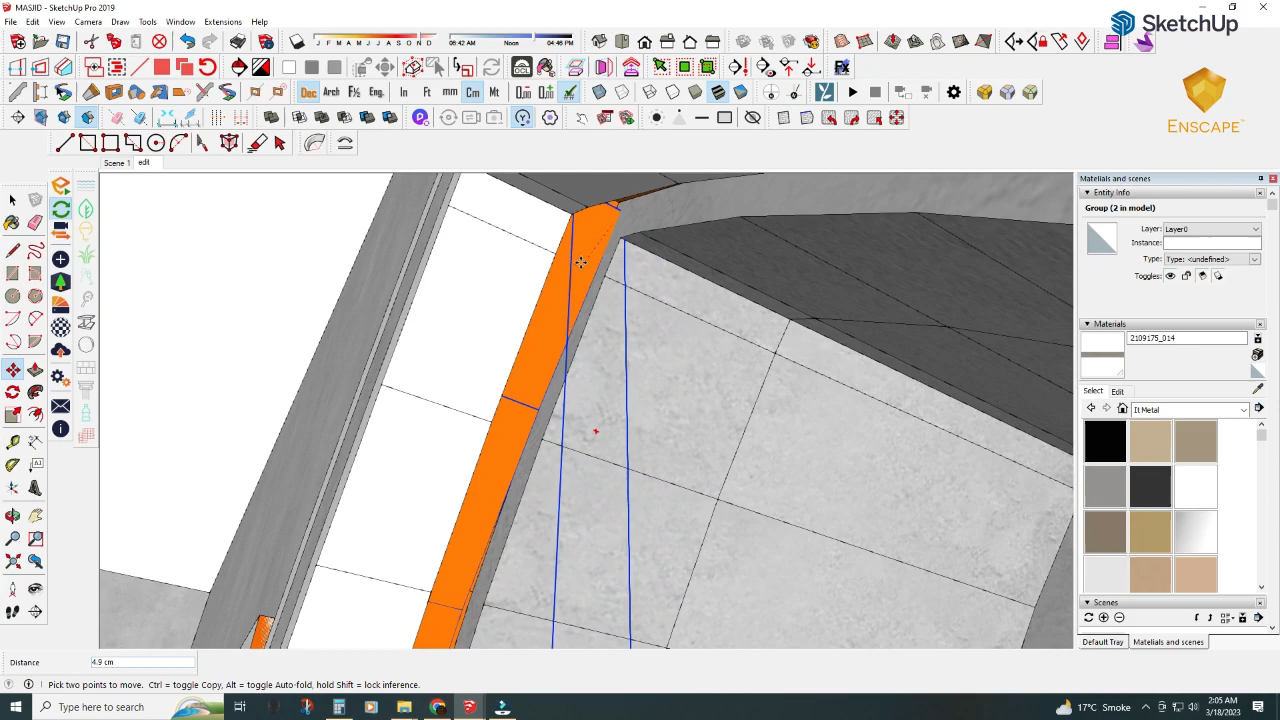 MASJID - SketchUp Pro 2019
File Edit View Camera Draw Tools Window Extensions Help
SketchUp
J F M A M J J A S O N D 06:42 AM Noon 04:46 PM
Dec Arch F½ Eng. In Ft mm Cm Mt
ENSCAPE™
Scene 1 edit
Materials and scenes
Entity Info
Group (2 in model)
Layer: Layer0
Instance:
Type: Type: <undefined>
Toggles:
Materials
2109175_014
Select Edit
It Metal
Scenes
Default Tray Materials and scenes
Distance 4.9 cm
Pick two points to move. Ctrl = toggle Copy, Alt = toggle Auto-fold, hold Shift = lock inference.
Type here to search
17°C Smoke
2:05 AM
3/18/2023